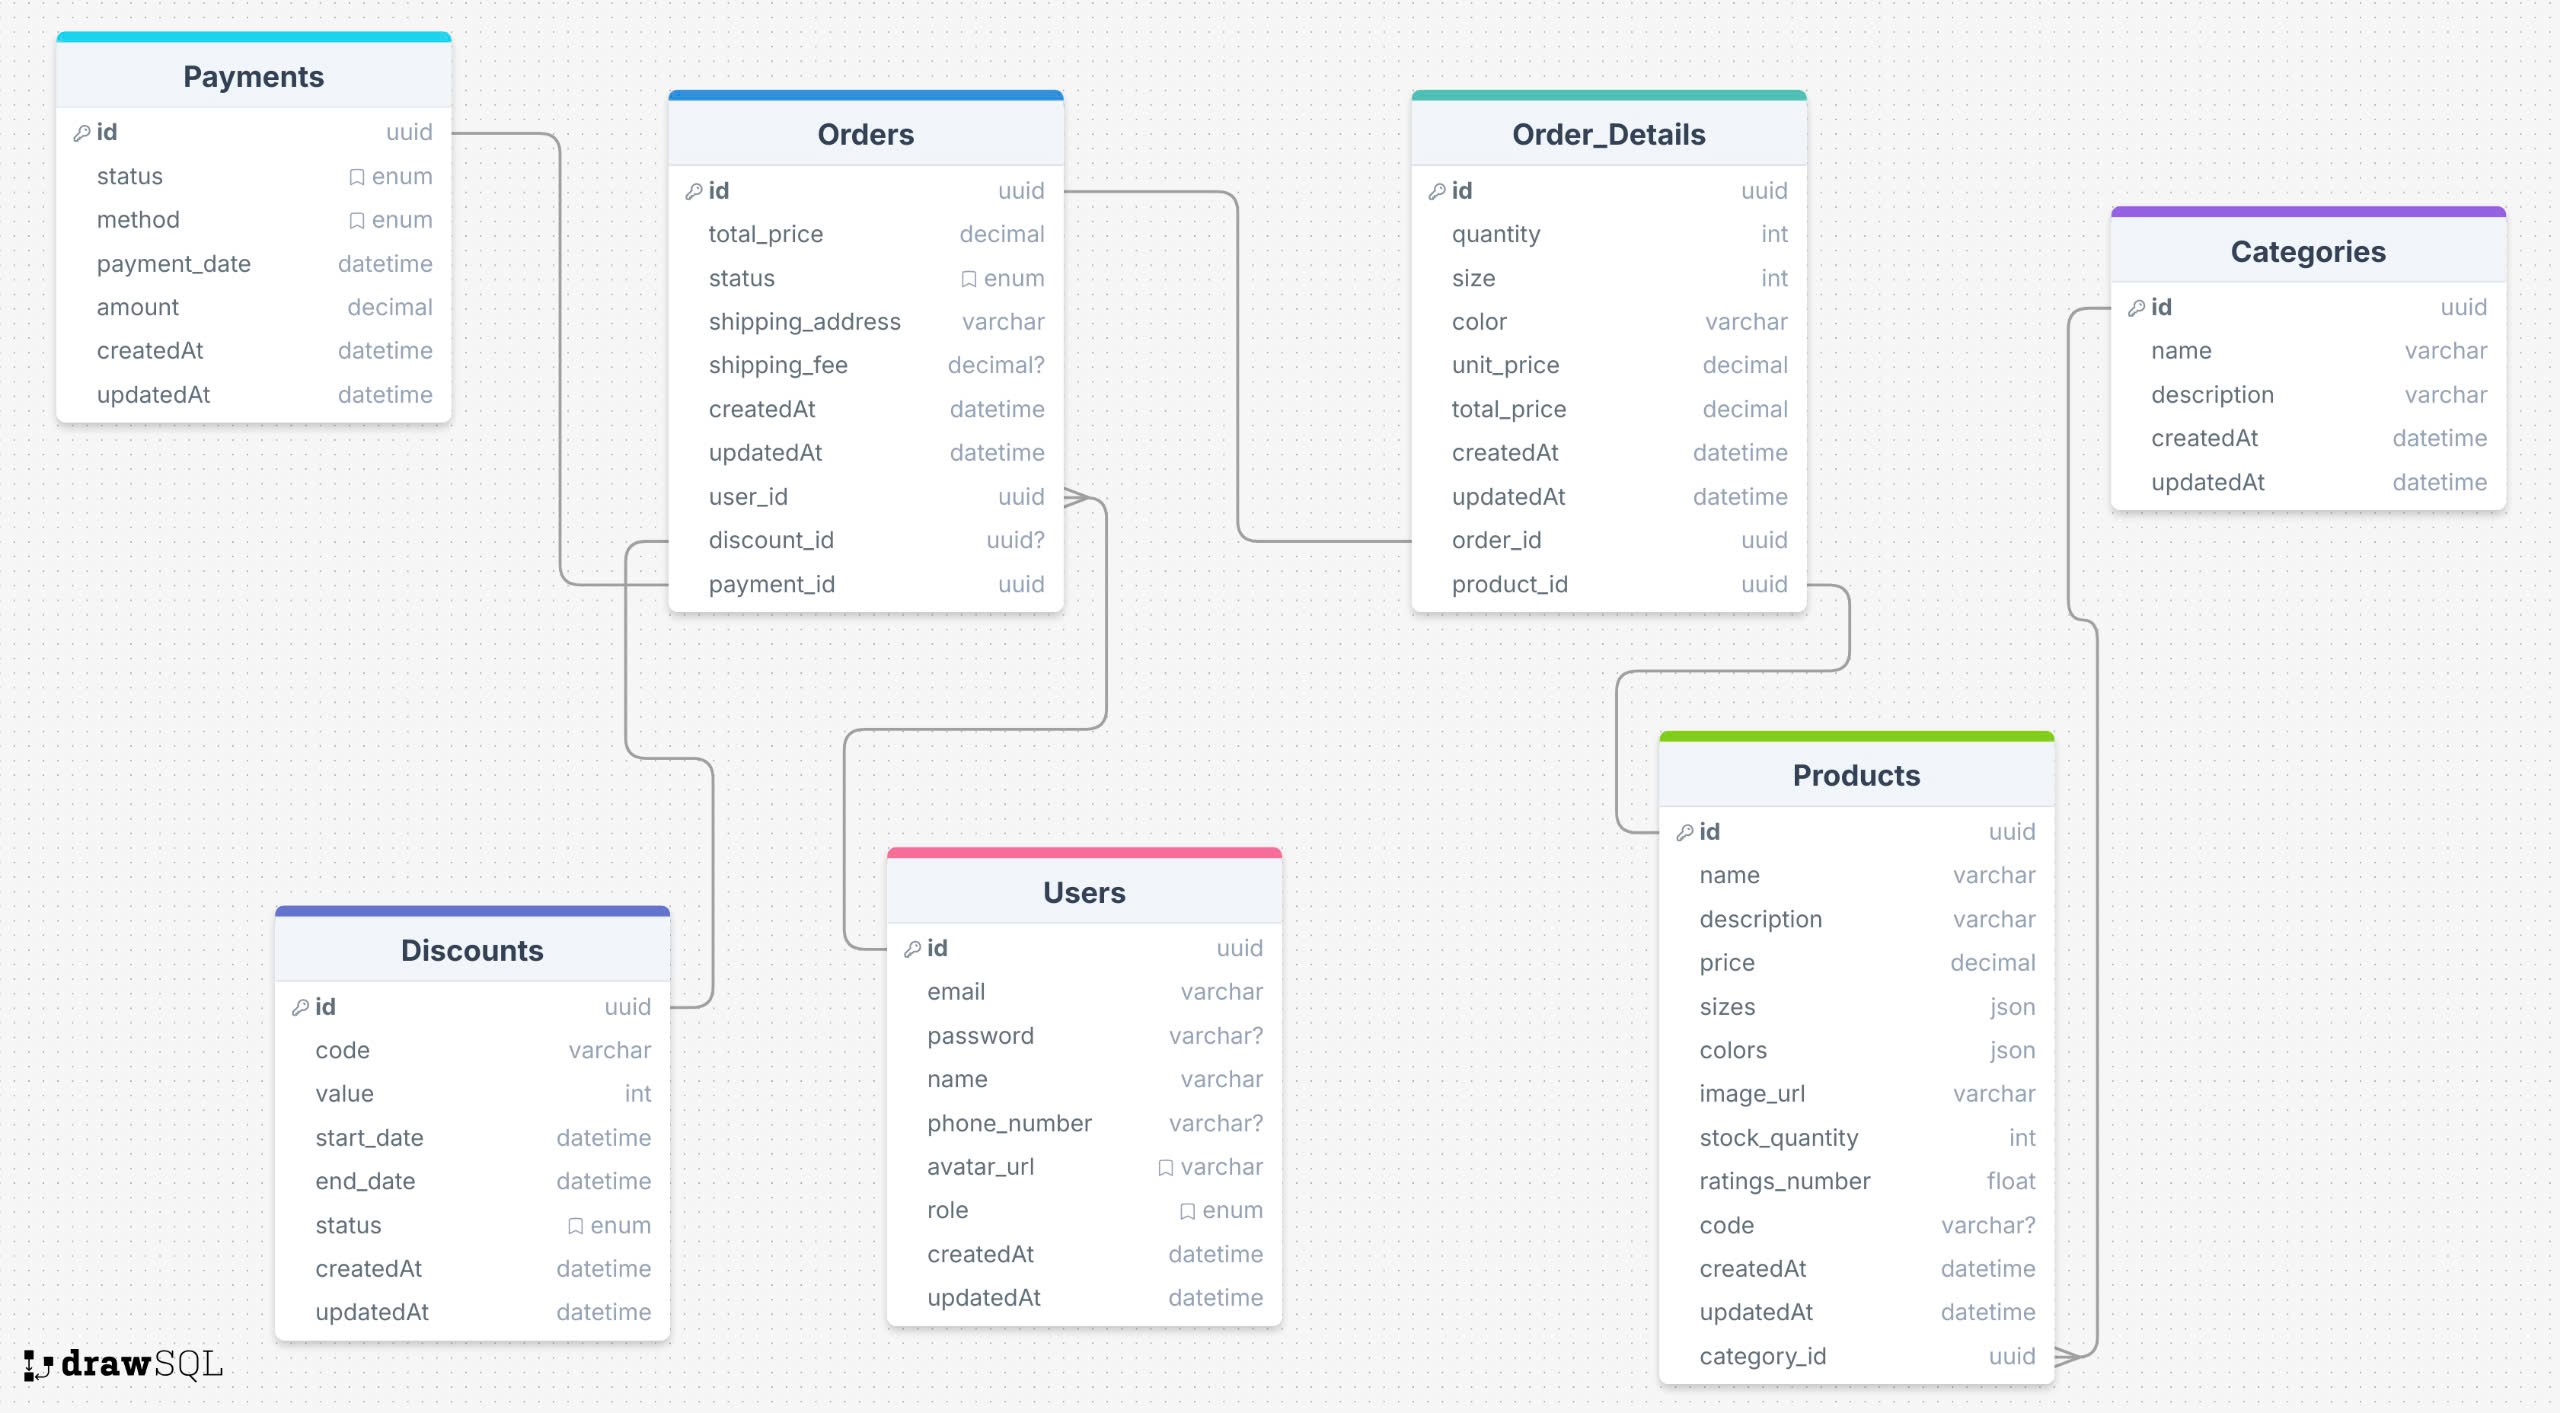 Payments
id uuid
status enum
method enum
payment_date datetime
amount decimal
createdAt datetime
updatedAt datetime
Orders
id uuid
total_price decimal
status enum
shipping_address varchar
shipping_fee decimal?
createdAt datetime
updatedAt datetime
user_id uuid
discount_id uuid?
payment_id uuid
Order_Details
id uuid
quantity int
size int
color varchar
unit_price decimal
total_price decimal
createdAt datetime
updatedAt datetime
order_id uuid
product_id uuid
Categories
id uuid
name varchar
description varchar
createdAt datetime
updatedAt datetime
Discounts
id uuid
code varchar
value int
start_date datetime
end_date datetime
status enum
createdAt datetime
updatedAt datetime
Users
id uuid
email varchar
password varchar?
name varchar
phone_number varchar?
avatar_url varchar
role enum
createdAt datetime
updatedAt datetime
Products
id uuid
name varchar
description varchar
price decimal
sizes json
colors json
image_url varchar
stock_quantity int
ratings_number float
code varchar?
createdAt datetime
updatedAt datetime
category_id uuid
drawSQL